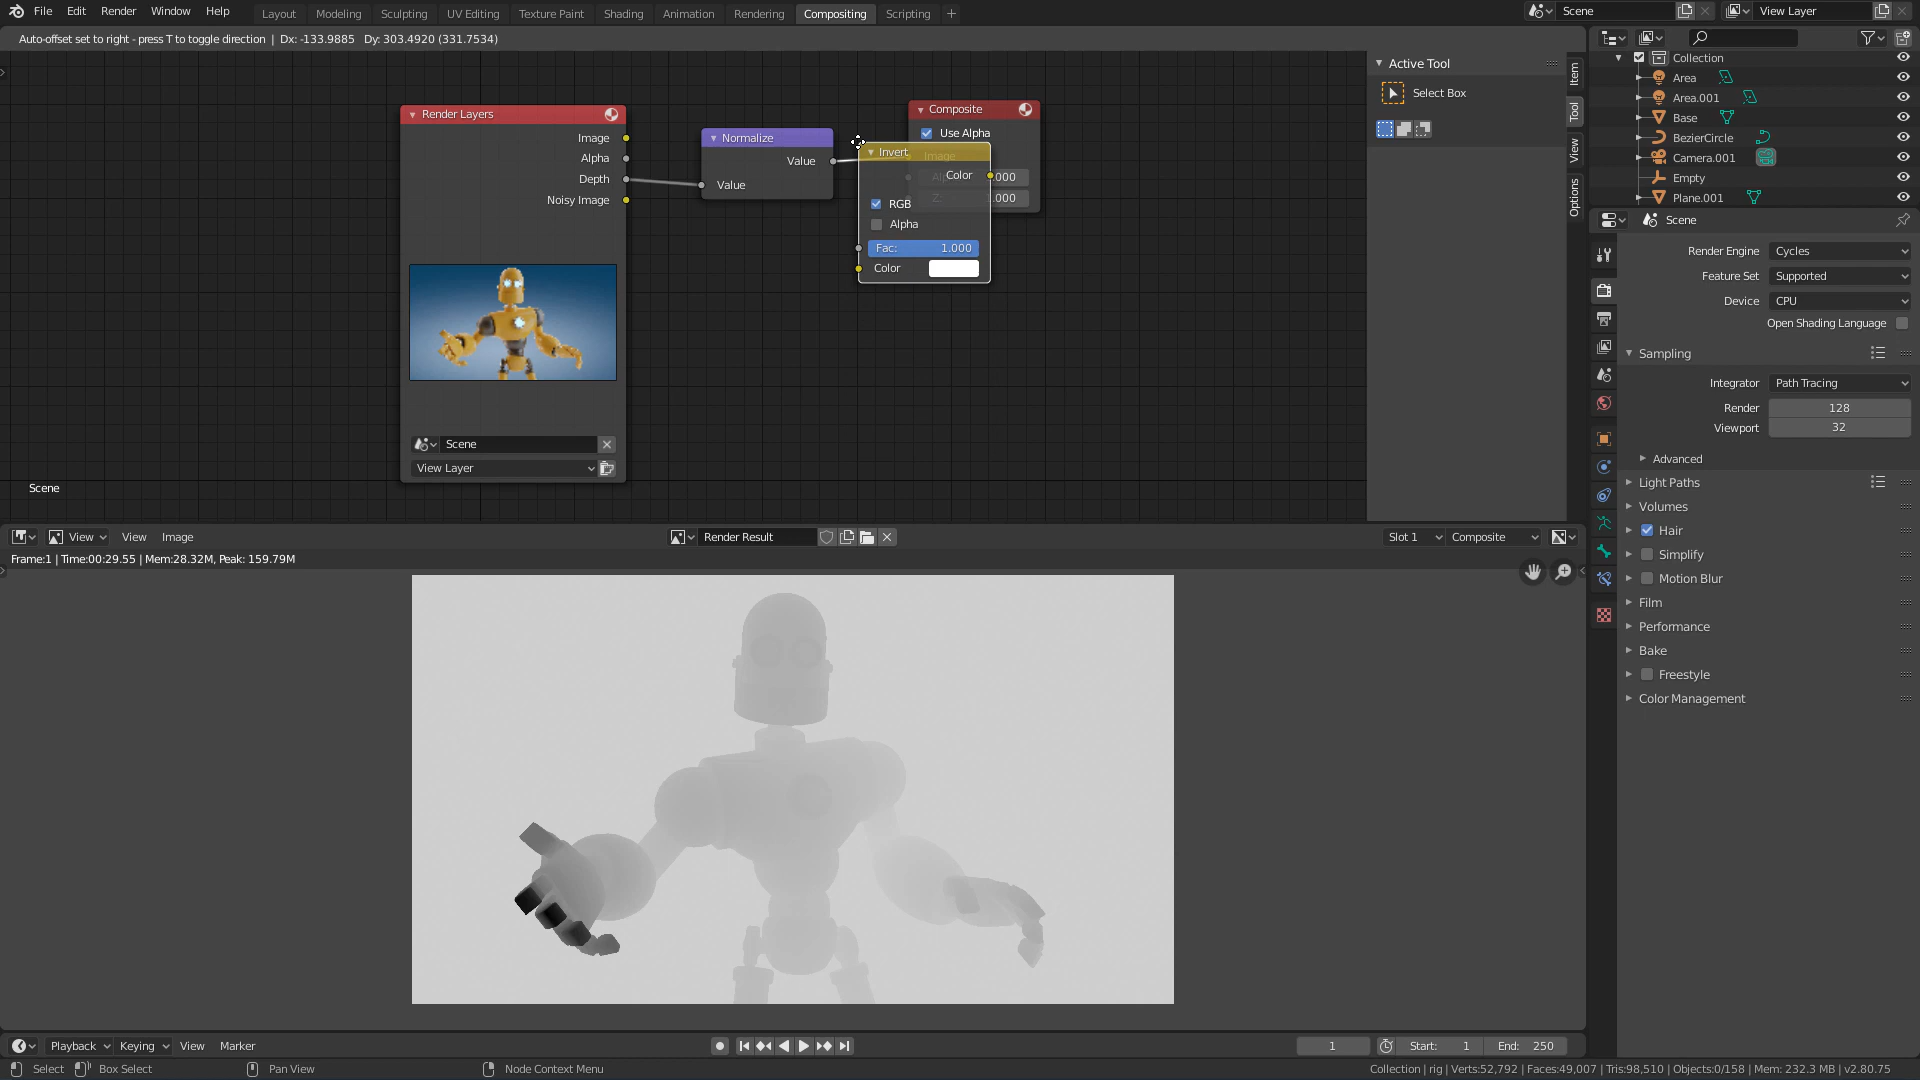 File Edit Render Window Help
Layout Modeling Sculpting UV Editing Texture Paint Shading Animation Rendering Compositing Scripting +
Scene
View Layer
Auto-offset set to right - press T to toggle direction | Dx: -133.9885 Dy: 303.4920 (331.7534)
Render Layers
Image
Alpha
Depth
Noisy Image
Scene
View Layer
Normalize
Value
Value
Composite
Use Alpha
Image
Z: 1.000
Invert
Color
RGB
Alpha
Fac: 1.000
Color
Scene
Active Tool
Select Box
Item
Tool
View
Options
Collection
Area
Area.001
Base
BezierCircle
Camera.001
Empty
Plane.001
Scene
Render Engine Cycles
Feature Set Supported
Device CPU
Open Shading Language
Sampling
Integrator Path Tracing
Render 128
Viewport 32
Advanced
Light Paths
Volumes
Hair
Simplify
Motion Blur
Film
Performance
Bake
Freestyle
Color Management
View View Image Render Result Slot 1 Composite
Frame:1 | Time:00:29.55 | Mem:28.32M, Peak: 159.79M
Playback Keying View Marker 1 Start: 1 End: 250
Select Box Select Pan View Node Context Menu
Collection | rig | Verts:52,792 | Faces:49,007 | Tris:98,510 | Objects:0/158 | Mem: 232.3 MB | v2.80.75